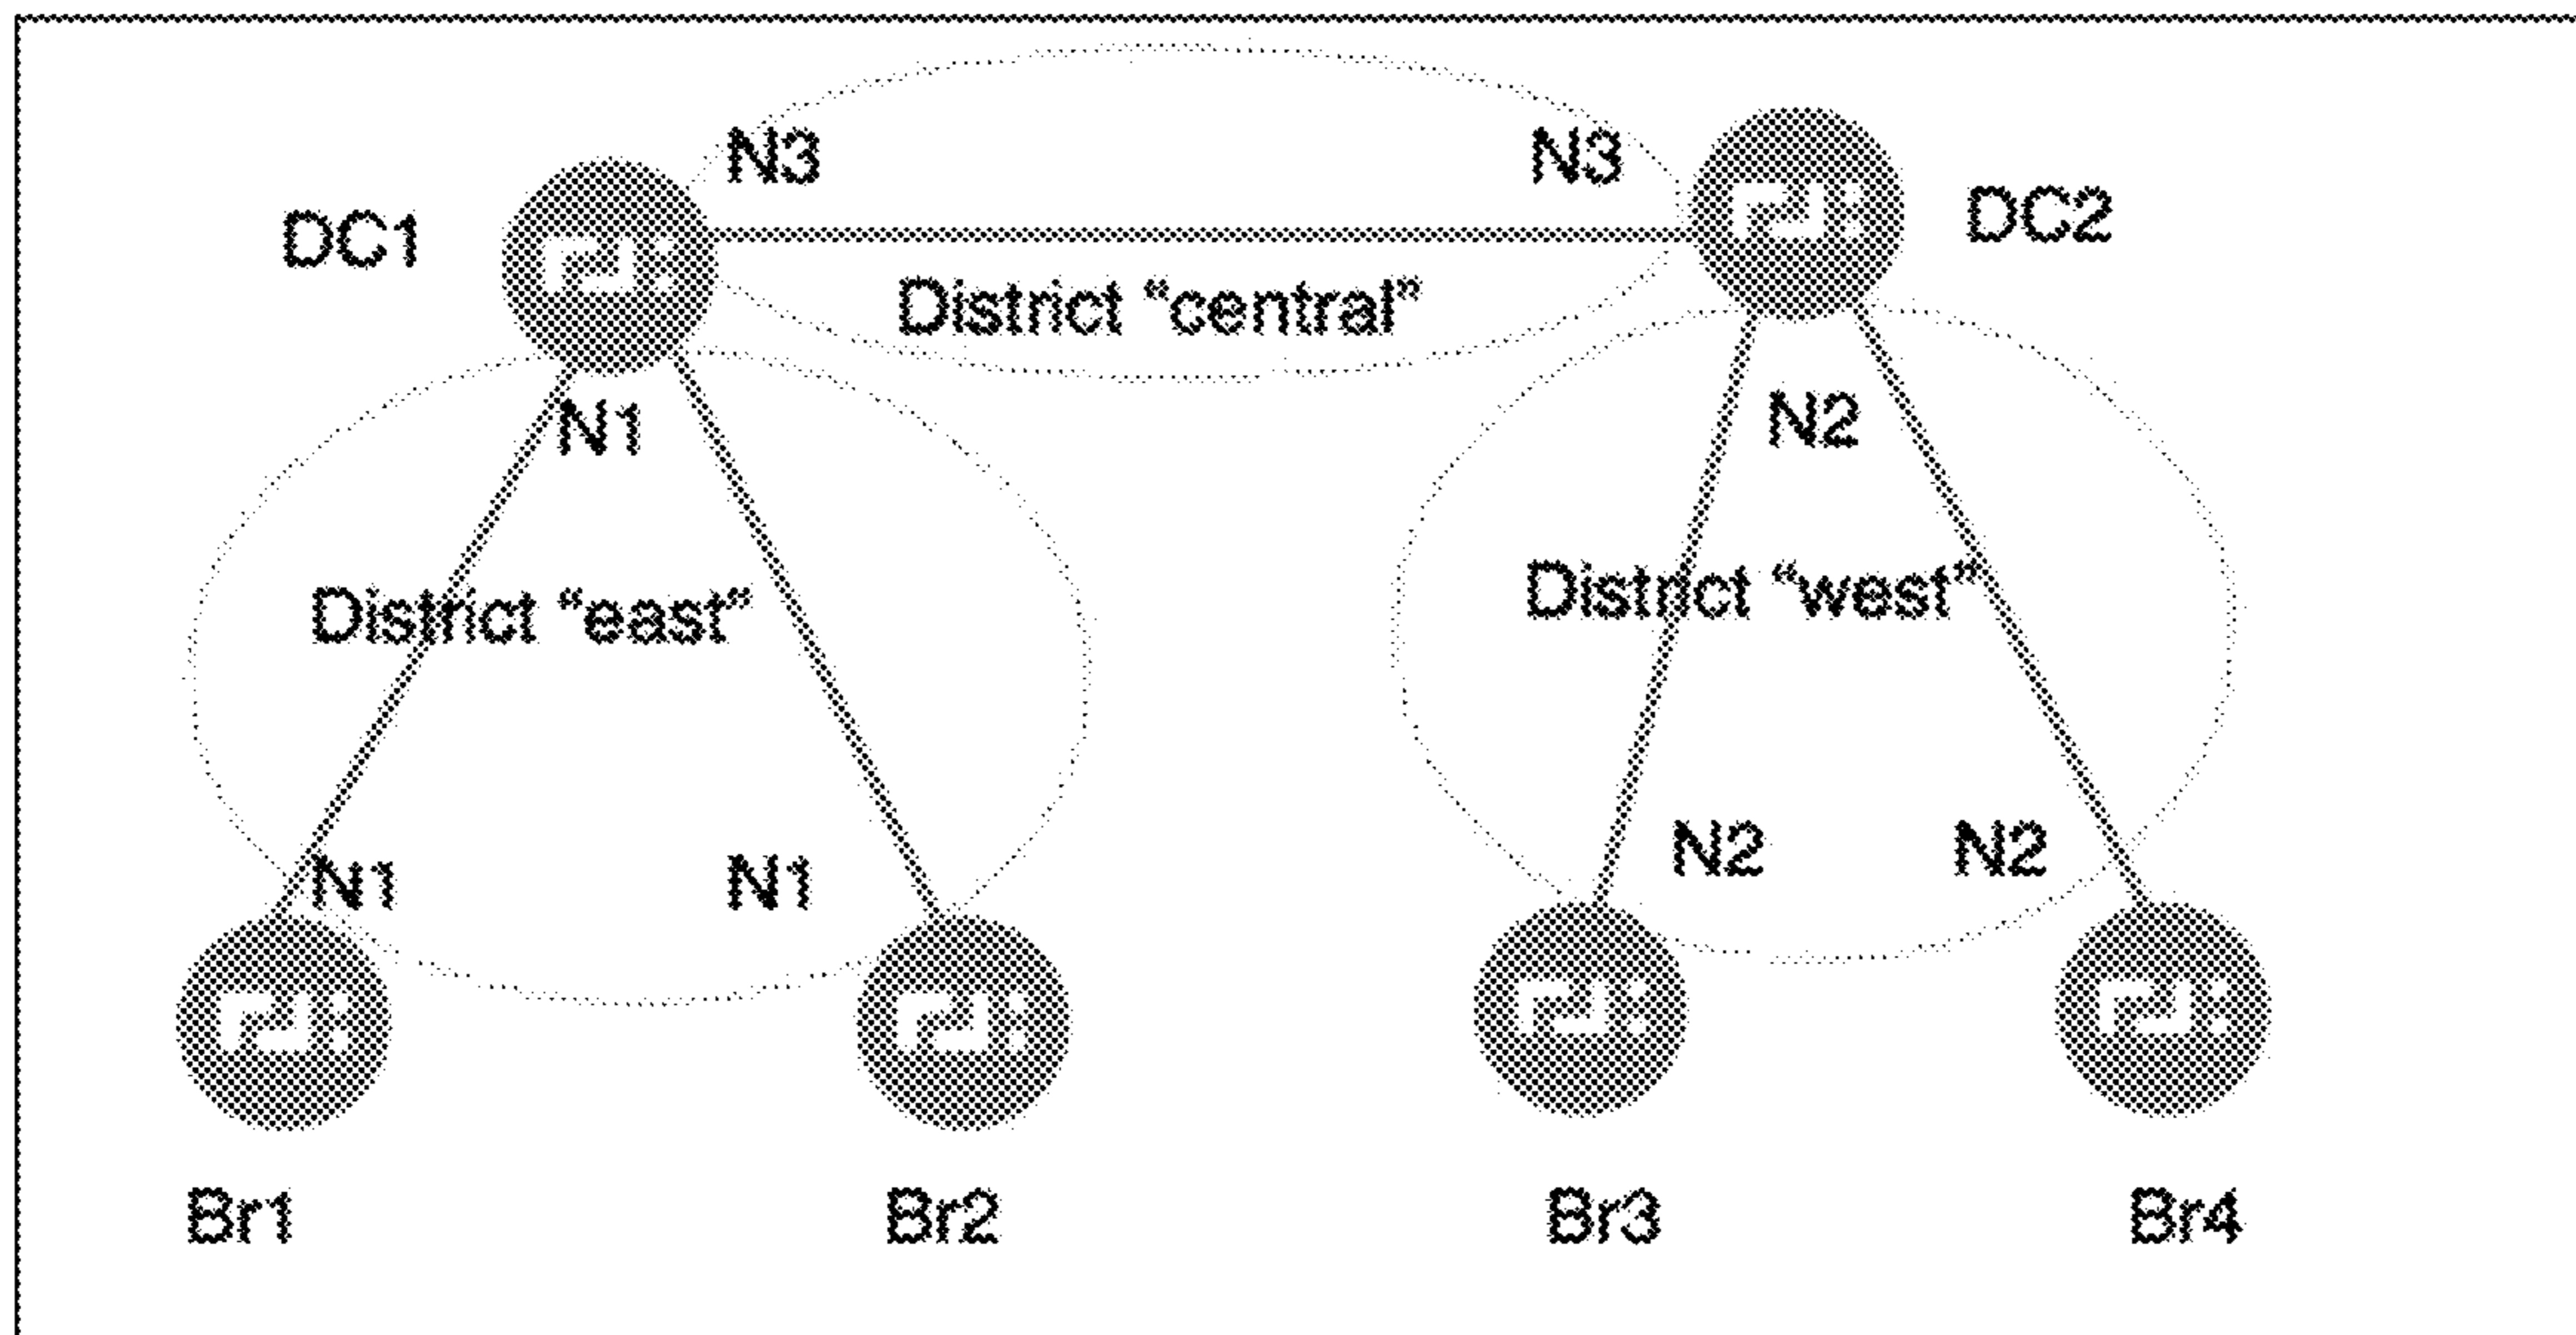 N3 N3
DC1 DC2
District “central”
N1 N2
District “east” District “west”
N1 N1 N2 N2
Br1 Br2 Br3 Br4